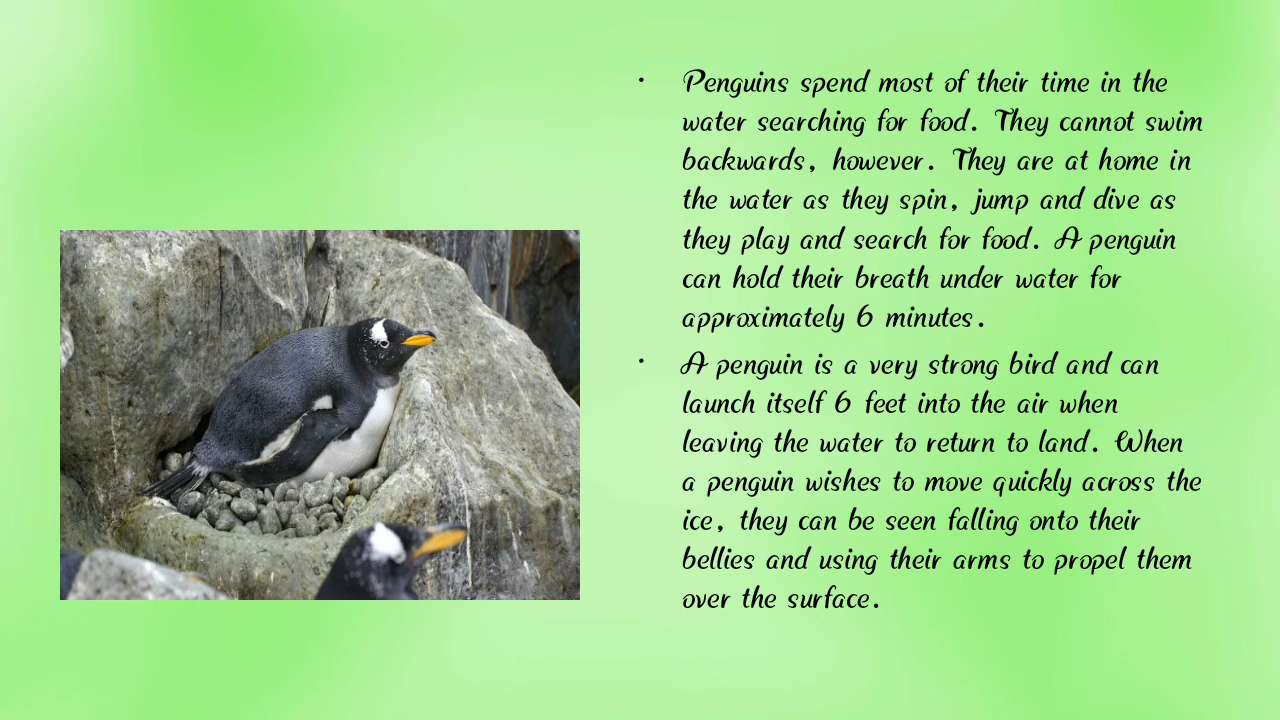 • Penguins spend most of their time in the
water searching for food. They cannot swim
backwards, however. They are at home in
the water as they spin, jump and dive as
they play and search for food. A penguin
can hold their breath under water for
approximately 6 minutes.
• A penguin is a very strong bird and can
launch itself 6 feet into the air when
leaving the water to return to land. When
a penguin wishes to move quickly across the
ice, they can be seen falling onto their
bellies and using their arms to propel them
over the surface.